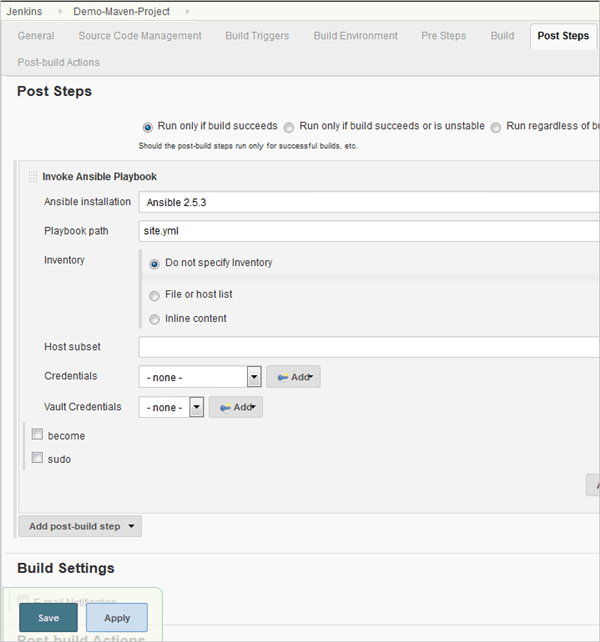 Jenkins Demo-Maven-Project
General Source Code Management Build Triggers Build Environment Pre Steps Build Post Steps
Post-build Actions
Post Steps
Run only if build succeeds Run only if build succeeds or is unstable Run regardless of bu
Should the post-build steps run only for successful builds, etc.
Invoke Ansible Playbook
Ansible installation Ansible 2.5.3
Playbook path site.yml
Inventory Do not specify Inventory
File or host list
Inline content
Host subset
Credentials - none - Add
Vault Credentials - none - Add
become
sudo
A
Add post-build step
Build Settings
E-mail Notification
Save Apply
Post-build Actions